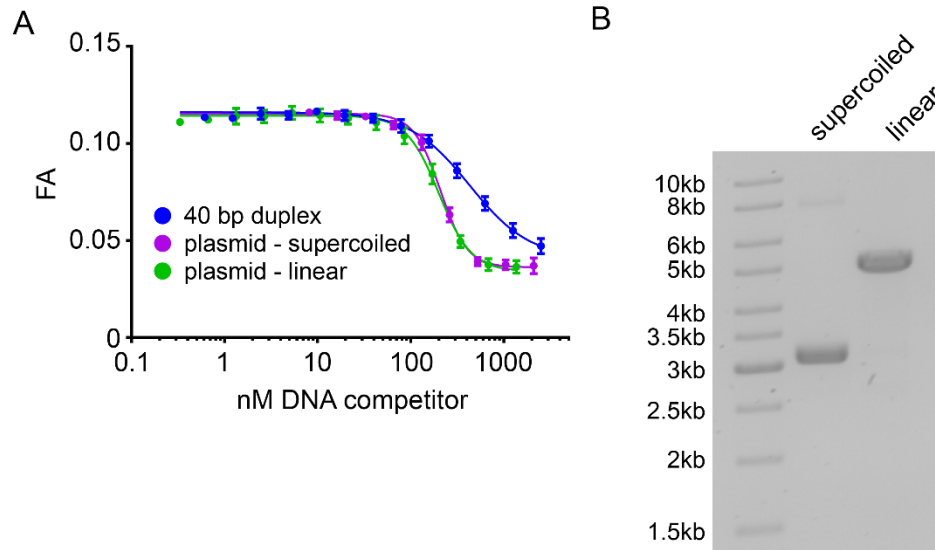 A
0.15
0.10
0.05
0
FA
40 bp duplex
plasmid - supercoiled
plasmid - linear
0.1
1
10
100
1000
nM DNA competitor
B
supercoiled
linear
10kb
8kb
6kb
5kb
4kb
3.5kb
3kb
2.5kb
2kb
1.5kb